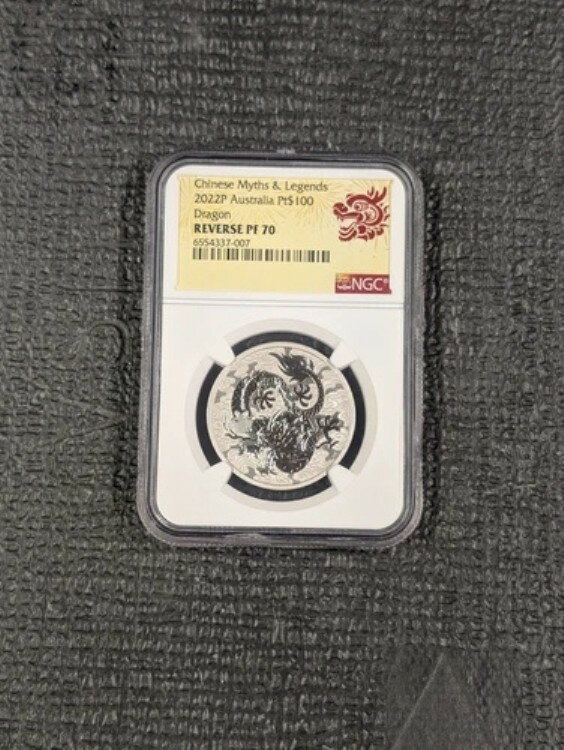 Chinese Myths & Legends
2022P Australia Pt$100
Dragon
REVERSE PF 70
6554337-007
NGC®